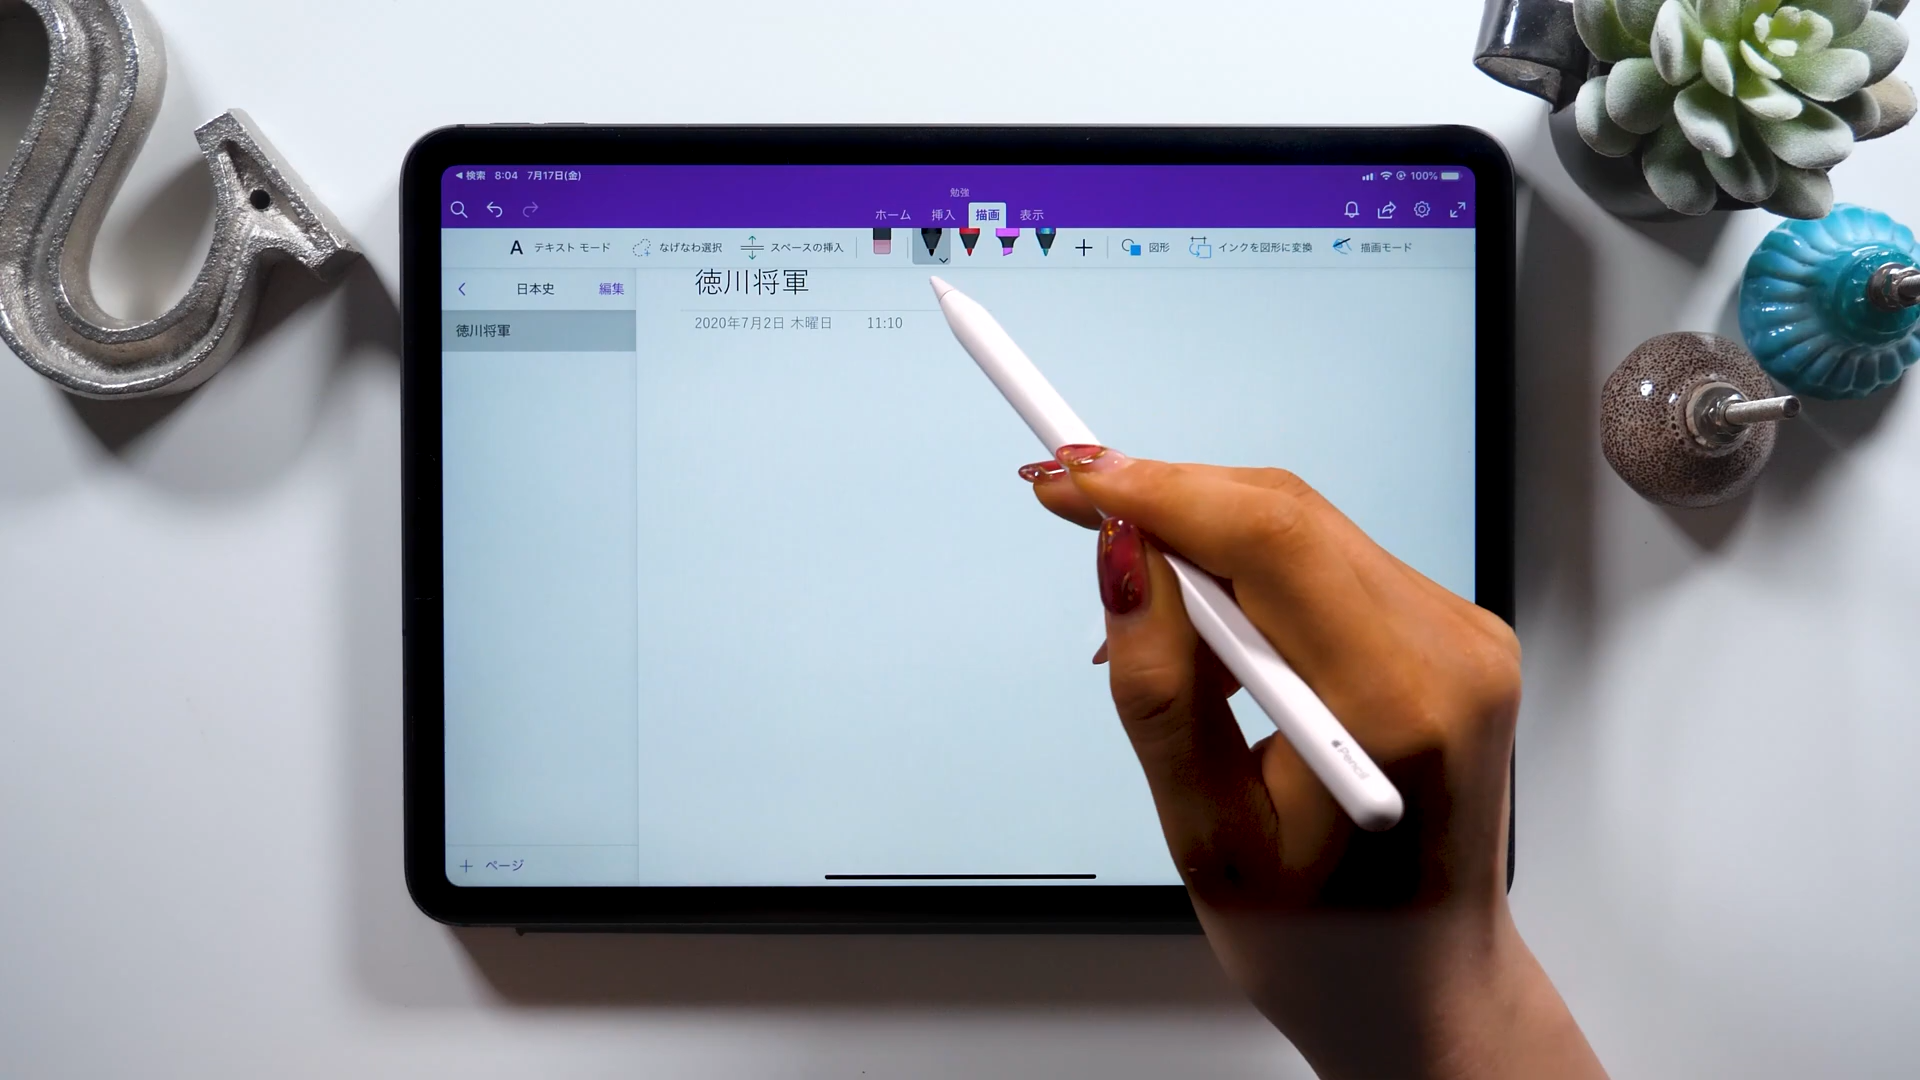 ◀検索 8:04 7月17日(金)
100%
勉強
ホーム 挿入 描画 表示
A テキスト モード なげなわ選択 スペースの挿入 図形 インクを図形に変換 描画モード
日本史 編集
徳川将軍
徳川将軍
2020年7月2日 木曜日 11:10
＋ ページ
Pencil